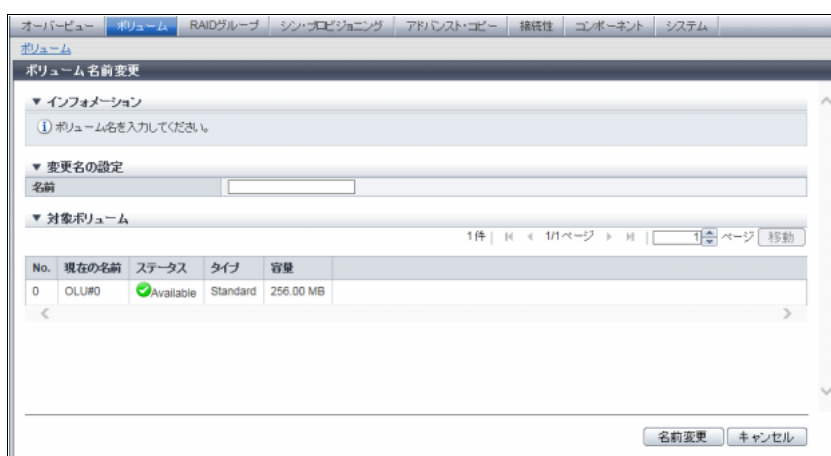 オーバービュー ボリューム RAIDグループ シン・プロビジョニング アドバンスト・コピー 接続性 コンポーネント システム
ボリューム
ボリューム名前変更
▼ インフォメーション
ボリューム名を入力してください。
▼ 変更名の設定
名前
▼ 対象ボリューム
1件 | 1/1ページ | 1 ページ 移動
No. 現在の名前 ステータス タイプ 容量
0 OLU#0 Available Standard 256.00 MB
名前変更 キャンセル